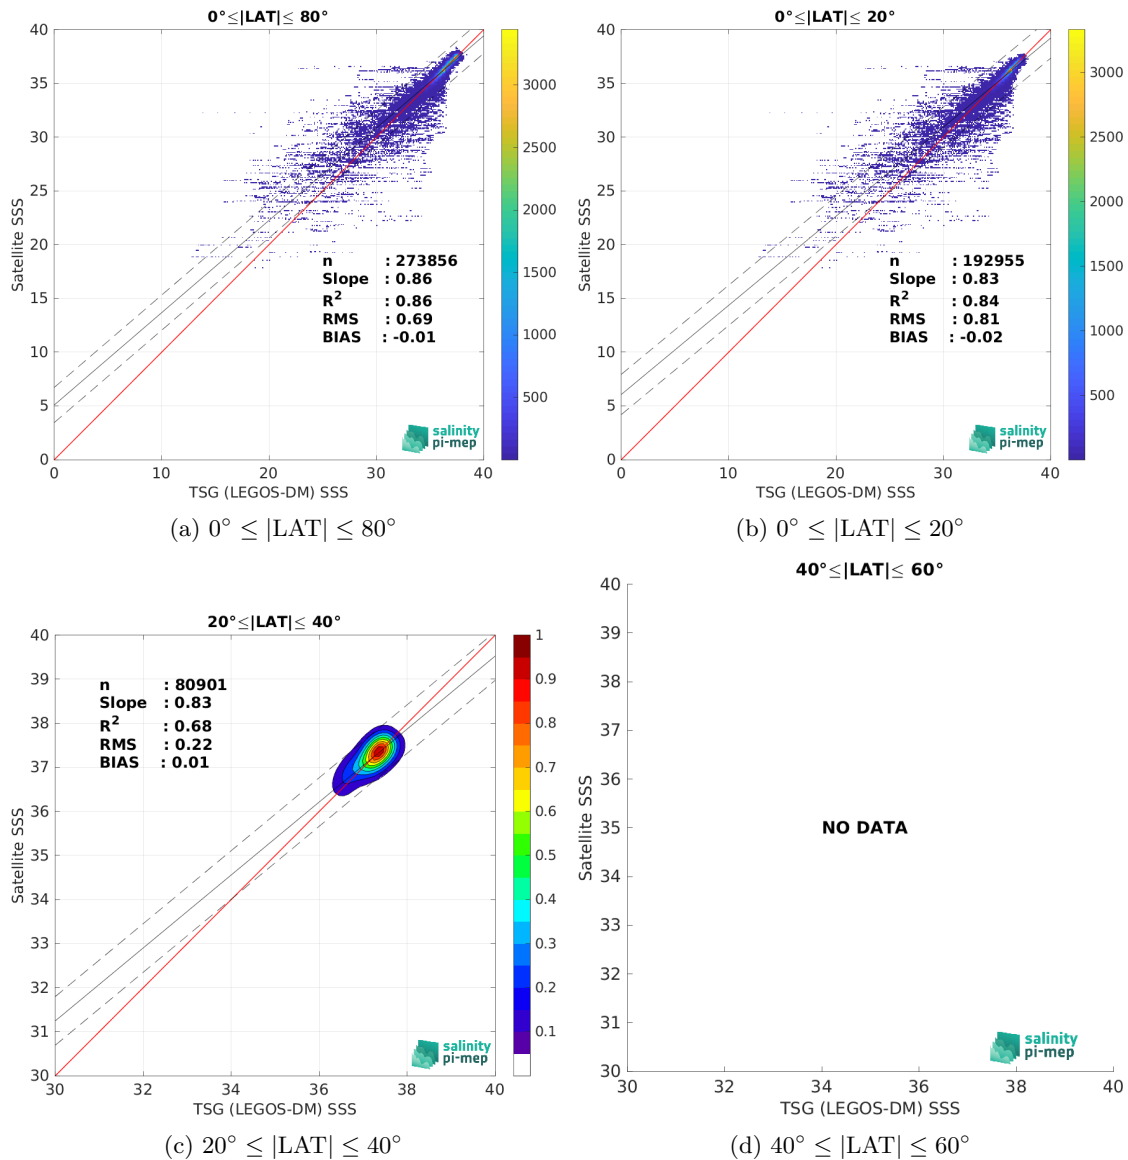 0°≤|LAT|≤ 80°
40
35
30
25
20
15
10
5
0
Satellite SSS
n : 273856
Slope : 0.86
R² : 0.86
RMS : 0.69
BIAS : -0.01
salinity
pi-mep
0 10 20 30 40
TSG (LEGOS-DM) SSS
3000
2500
2000
1500
1000
500
(a) 0° ≤ |LAT| ≤ 80°
0°≤|LAT|≤ 20°
40
35
30
25
20
15
10
5
0
Satellite SSS
n : 192955
Slope : 0.83
R² : 0.84
RMS : 0.81
BIAS : -0.02
salinity
pi-mep
0 10 20 30 40
TSG (LEGOS-DM) SSS
3000
2500
2000
1500
1000
500
(b) 0° ≤ |LAT| ≤ 20°
20°≤|LAT|≤ 40°
40
39
38
37
36
35
34
33
32
31
30
Satellite SSS
n : 80901
Slope : 0.83
R² : 0.68
RMS : 0.22
BIAS : 0.01
salinity
pi-mep
30 32 34 36 38 40
TSG (LEGOS-DM) SSS
1
0.9
0.8
0.7
0.6
0.5
0.4
0.3
0.2
0.1
(c) 20° ≤ |LAT| ≤ 40°
40°≤|LAT|≤ 60°
40
39
38
37
36
35
34
33
32
31
30
Satellite SSS
NO DATA
salinity
pi-mep
30 32 34 36 38 40
TSG (LEGOS-DM) SSS
(d) 40° ≤ |LAT| ≤ 60°